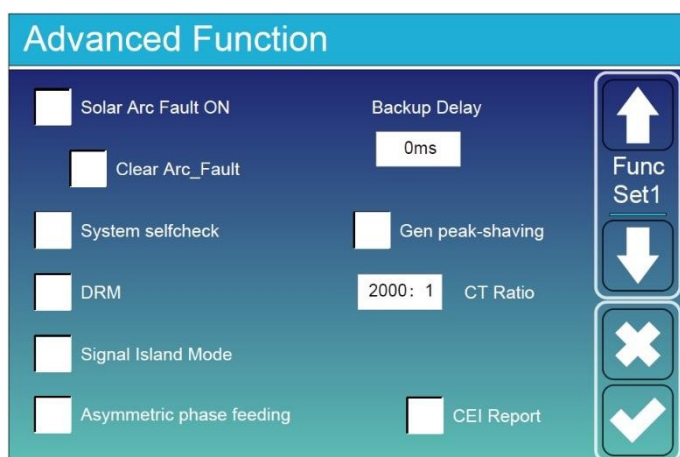 Advanced Function
Solar Arc Fault ON
Backup Delay
0ms
Clear Arc_Fault
System selfcheck
Gen peak-shaving
DRM
2000: 1
CT Ratio
Signal Island Mode
Asymmetric phase feeding
CEI Report
Func
Set1